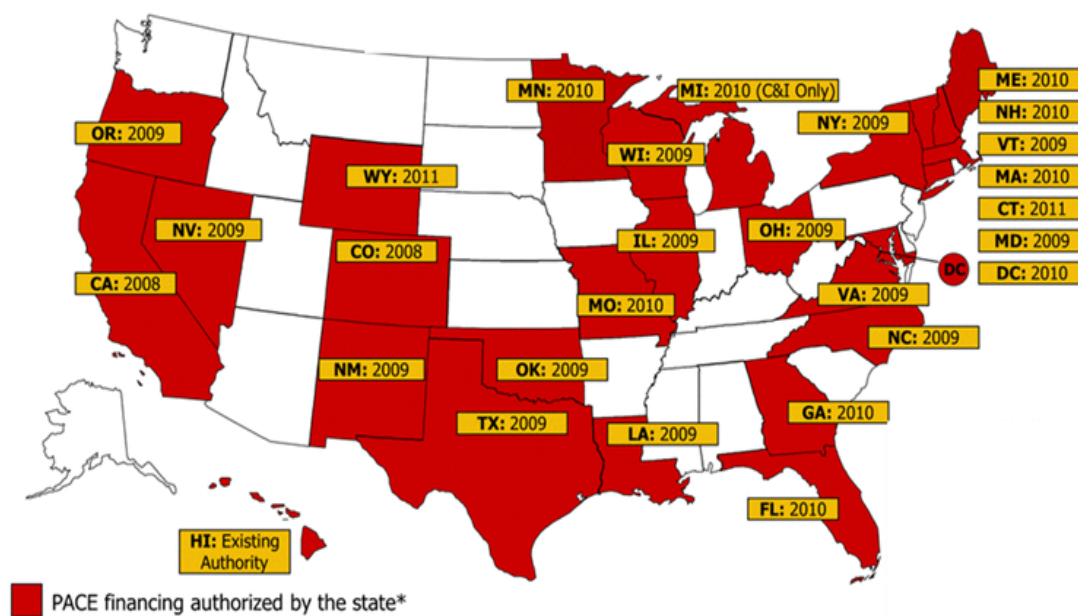 MN: 2010
MI: 2010 (C&I Only)
ME: 2010
NH: 2010
OR: 2009
NY: 2009
VT: 2009
WI: 2009
WY: 2011
MA: 2010
CT: 2011
NV: 2009
IL: 2009
OH: 2009
MD: 2009
CO: 2008
DC
DC: 2010
CA: 2008
MO: 2010
VA: 2009
NC: 2009
NM: 2009
OK: 2009
GA: 2010
TX: 2009
LA: 2009
FL: 2010
HI: Existing
Authority
PACE financing authorized by the state*